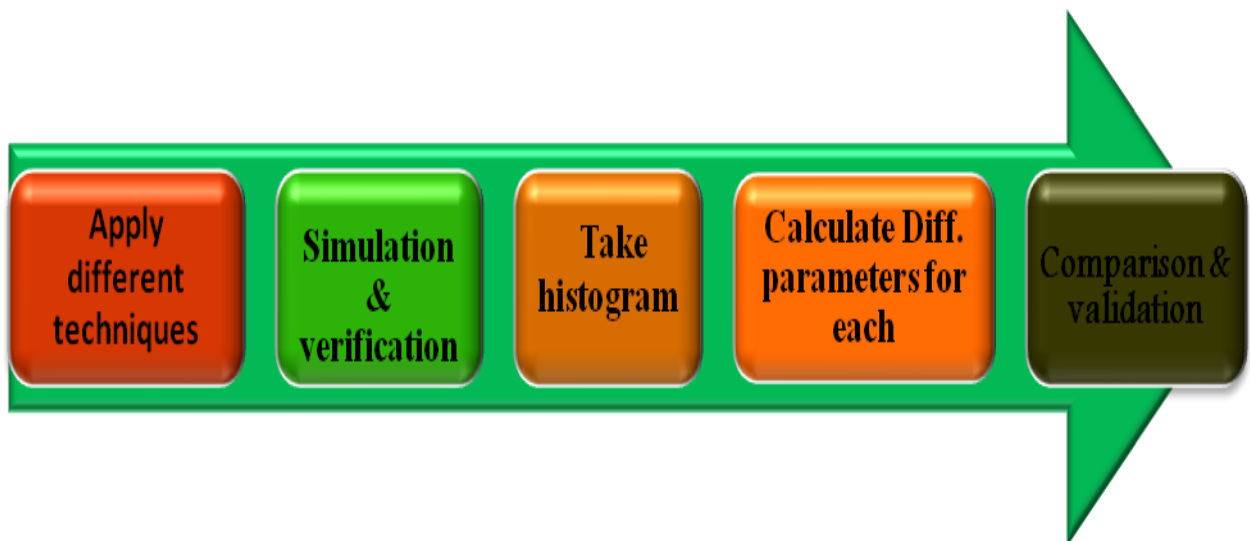 Apply
different
techniques
Simulation
&
verification
Take
histogram
Calculate Diff.
parameters for
each
Comparison &
validation